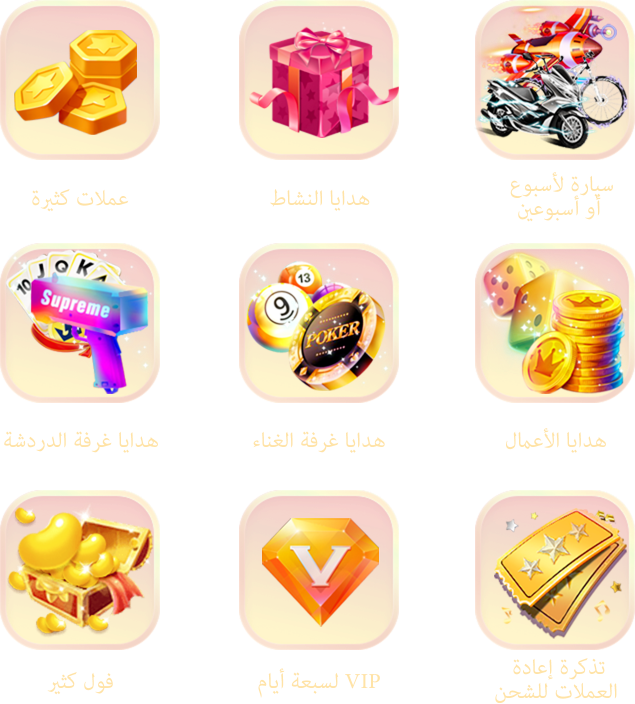 سيارة لأسبوع
أو أسبوعين
هدايا النشاط
عملات كثيرة
10 J Q K A
Supreme
13
9
POKER
هدايا الأعمال
هدايا غرفة الغناء
هدايا غرفة الدردشة
V
تذكرة إعادة
العملات للشحن
VIP لسبعة أيام
فول كثير